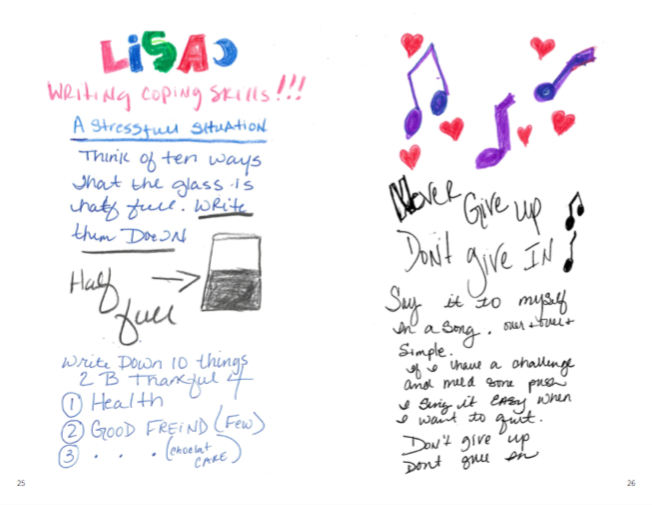 LiSA
WRITING COPING SKILLS!!!
A Stressfull SITUATION
Think of ten ways
that the glass is
half full. WRite
them DoWN
Half
full
Write Down 10 things
2 B Thankful 4
1 Health
2 GOOD FREIND (Few)
3 . . . (Chocolat
CARE)
25
Never
Give up
Don't give IN
Say it to myself
in a song. over + over +
Simple.
if I have a challenge
and need some push
I sing it EASY when
I want to quit.
Don't give up
Dont give in
26